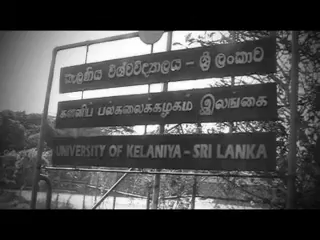 කැලණිය විශ්වවිද්‍යාලය - ශ්‍රී ලංකාව
களனிப பல்கலைக்கழகம் இலங்கை
UNIVERSITY OF KELANIYA - SRI LANKA